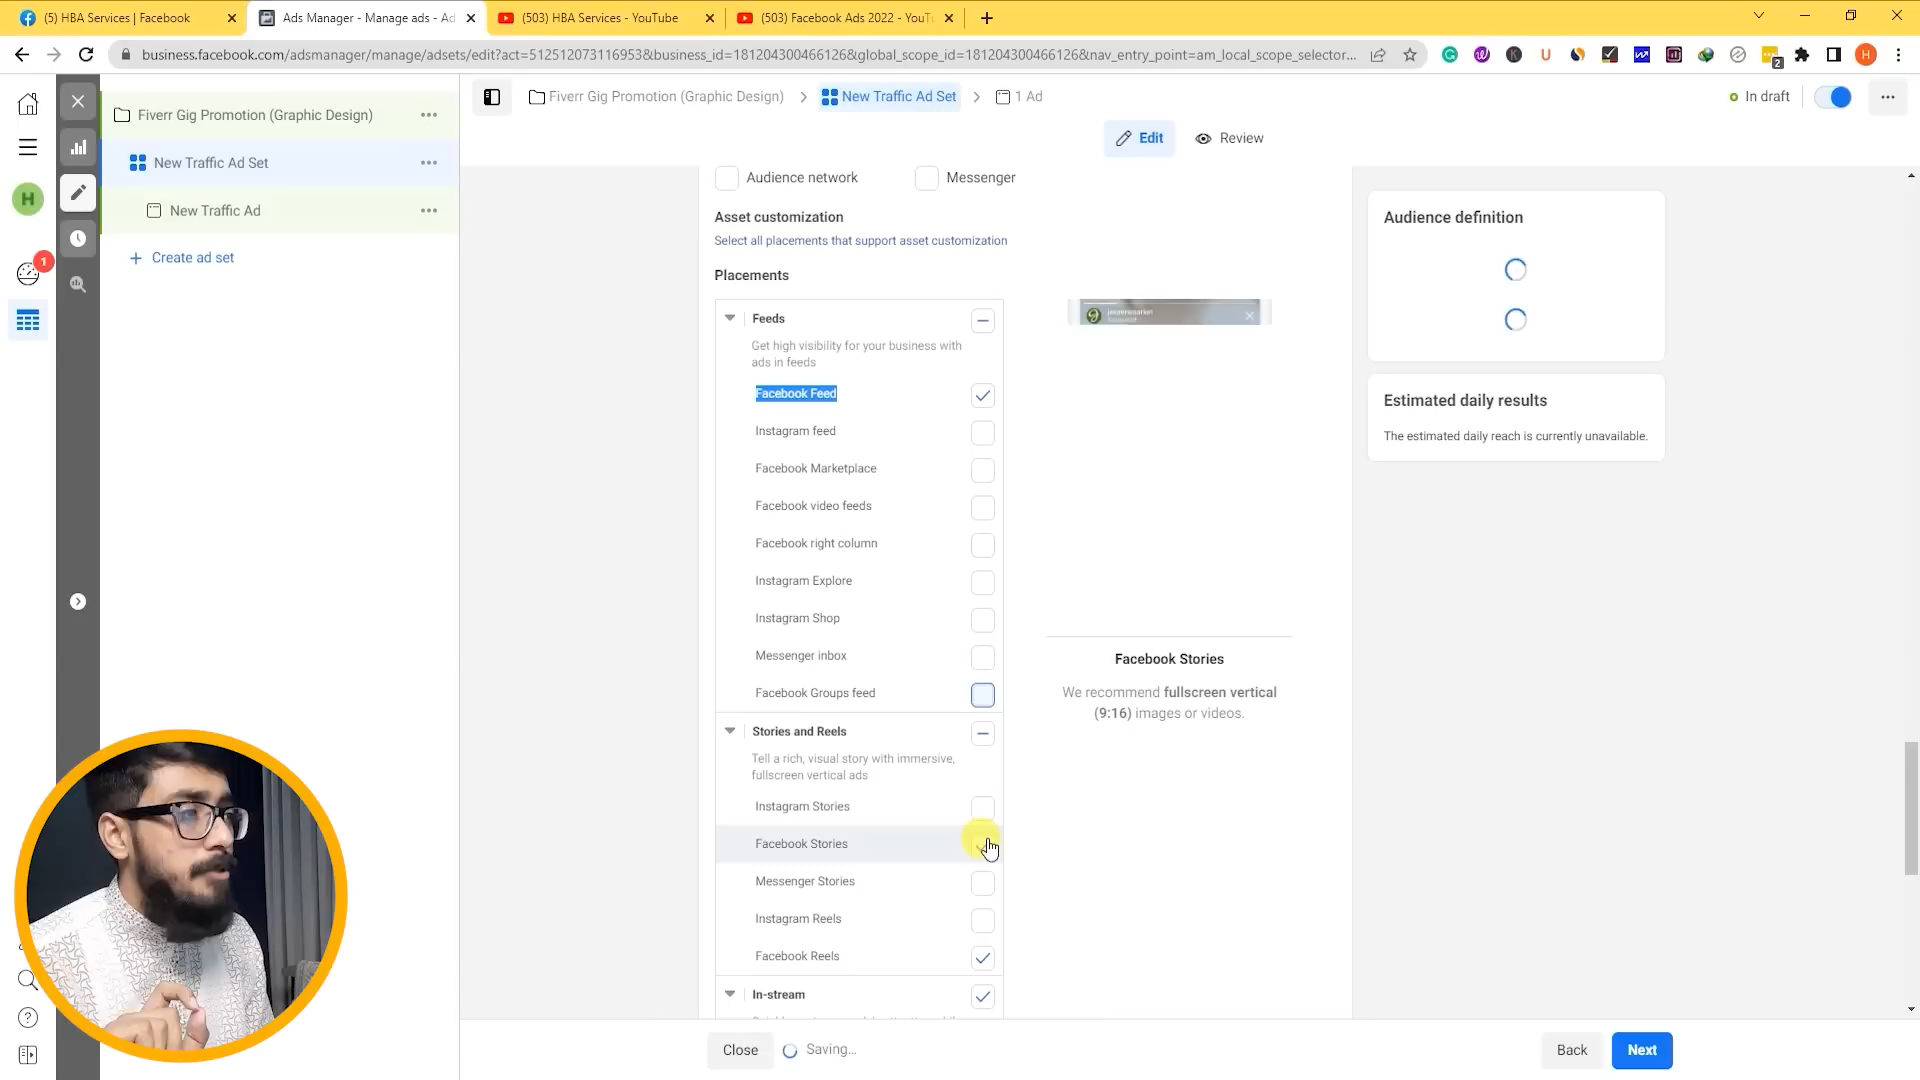 (5) HBA Services | Facebook
Ads Manager - Manage ads - Ad
(503) HBA Services - YouTube
(503) Facebook Ads 2022 - YouTu
business.facebook.com/adsmanager/manage/adsets/edit?act=512512073116953&business_id=181204300466126&global_scope_id=181204300466126&nav_entry_point=am_local_scope_selector...
2
H
Fiverr Gig Promotion (Graphic Design)
New Traffic Ad Set
New Traffic Ad
Create ad set
H
1
Fiverr Gig Promotion (Graphic Design)
New Traffic Ad Set
1 Ad
In draft
Edit
Review
Audience network
Messenger
Asset customization
Select all placements that support asset customization
Placements
Feeds
Get high visibility for your business with
ads in feeds
Facebook Feed
Instagram feed
Facebook Marketplace
Facebook video feeds
Facebook right column
Instagram Explore
Instagram Shop
Messenger inbox
Facebook Groups feed
Stories and Reels
Tell a rich, visual story with immersive,
fullscreen vertical ads
Instagram Stories
Facebook Stories
Messenger Stories
Instagram Reels
Facebook Reels
In-stream
Facebook Stories
We recommend fullscreen vertical
(9:16) images or videos.
Audience definition
Estimated daily results
The estimated daily reach is currently unavailable.
Close
Saving...
Back
Next